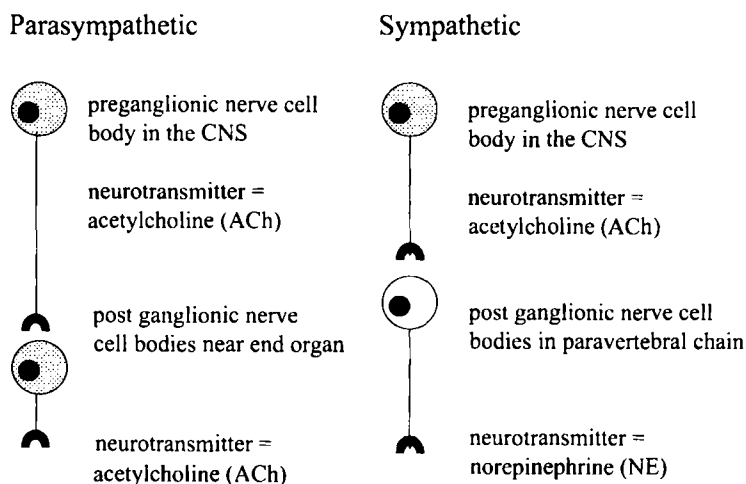 Parasympathetic
preganglionic nerve cell
body in the CNS
neurotransmitter =
acetylcholine (ACh)
post ganglionic nerve
cell bodies near end organ
neurotransmitter =
acetylcholine (ACh)
Sympathetic
preganglionic nerve cell
body in the CNS
neurotransmitter =
acetylcholine (ACh)
post ganglionic nerve cell
bodies in paravertebral chain
neurotransmitter =
norepinephrine (NE)